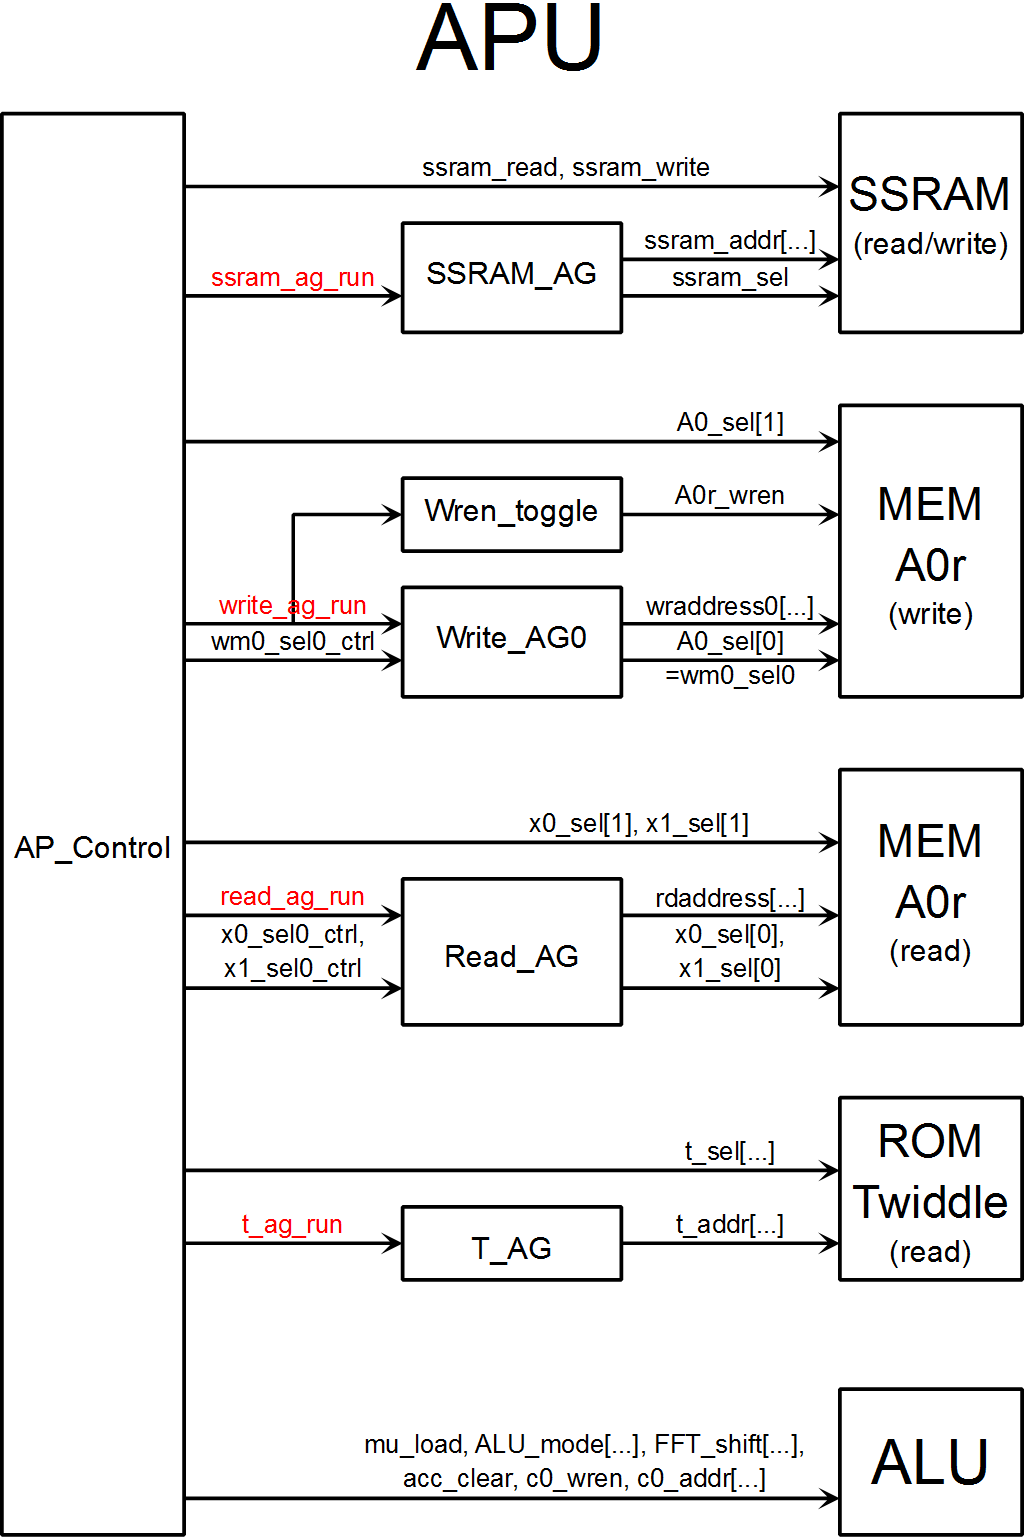 APU
ssram_read, ssram_write
SSRAM
(read/write)
ssram_addr[...]
ssram_ag_run
SSRAM_AG
ssram_sel
A0_sel[1]
MEM
A0r
(write)
Wren_toggle
A0r_wren
write_ag_run
wraddress0[...]
wm0_sel0_ctrl
Write_AG0
A0_sel[0]
=wm0_sel0
AP_Control
x0_sel[1], x1_sel[1]
MEM
A0r
(read)
read_ag_run
rdaddress[...]
x0_sel0_ctrl,
x1_sel0_ctrl
Read_AG
x0_sel[0],
x1_sel[0]
t_sel[...]
ROM
Twiddle
(read)
t_ag_run
T_AG
t_addr[...]
mu_load, ALU_mode[...], FFT_shift[...],
acc_clear, c0_wren, c0_addr[...]
ALU